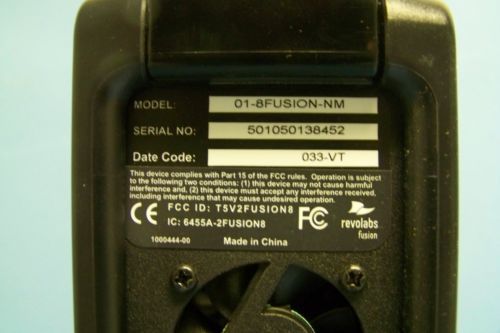 MODEL: 01-8FUSION-NM
SERIAL NO: 501050138452
Date Code: 033-VT
This device complies with Part 15 of the FCC rules. Operation is subject
to the following two conditions: (1) this device may not cause harmful
interference and, (2) this device must accept any interference received,
including interference that may cause undesired operation.
CE FCC ID: T5V2FUSION8 FC revolabs
IC: 6455A-2FUSION8 fusion
1000444-00 Made in China